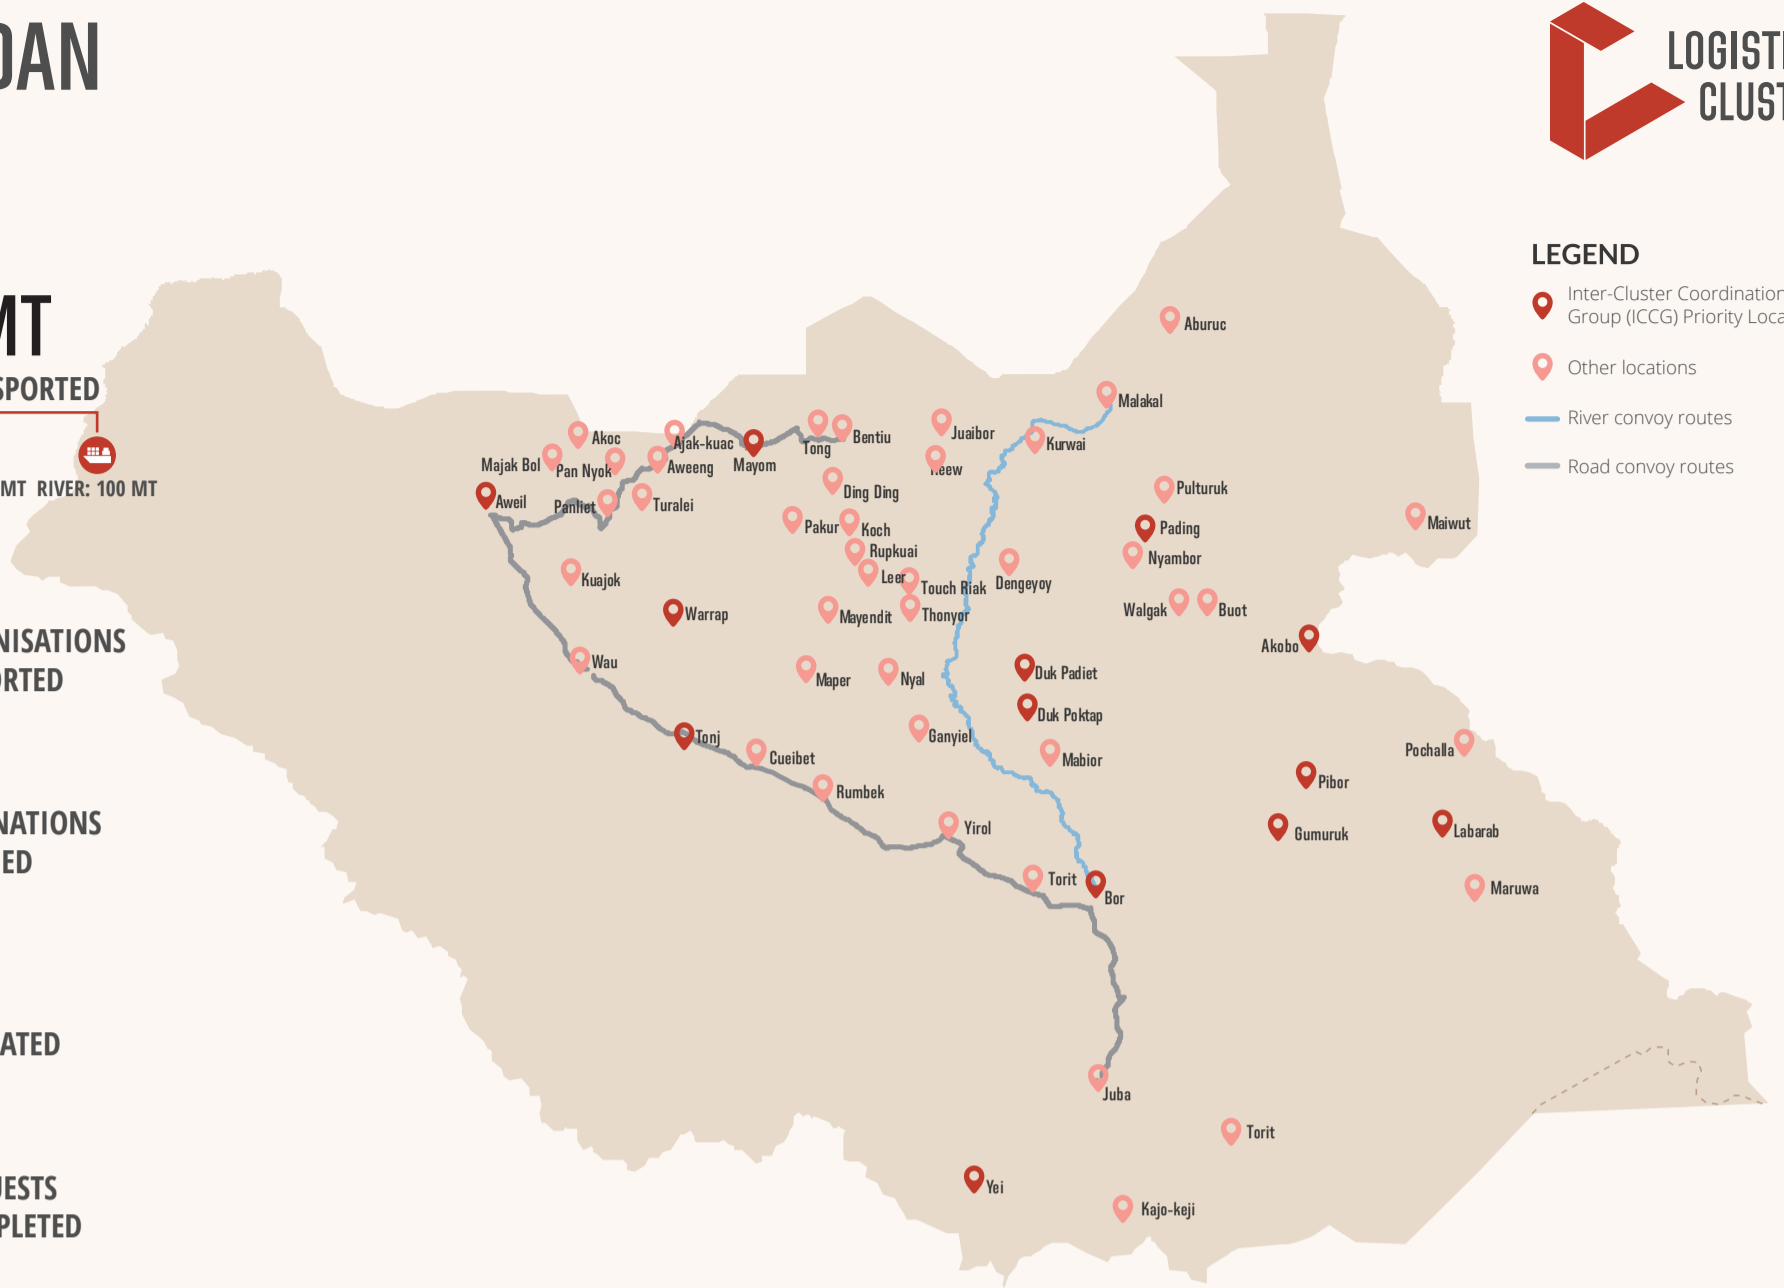 DAN
LOGISTI
CLUST
LEGEND
Inter-Cluster Coordination
Group (ICCG) Priority Loca
Other locations
River convoy routes
Road convoy routes
MT
SPORTED
MT RIVER: 100 MT
NISATIONS
ORTED
NATIONS
ED
ATED
UESTS
PLETED
Aburuc
Malakal
Kurwai
Juaibor
Keew
Bentiu
Tong
Mayom
Ajak-kuac
Aweeng
Akoc
Majak Bol
Pan Nyok
Aweil
Panliet
Turalei
Ding Ding
Pakur
Koch
Rupkuai
Leer
Touch Riak
Thonyor
Mayendit
Dengeyoy
Pulturuk
Pading
Nyambor
Maiwut
Walgak
Buot
Akobo
Kuajok
Warrap
Wau
Maper
Nyal
Duk Padiet
Duk Poktap
Ganyiel
Mabior
Tonj
Cueibet
Rumbek
Yirol
Torit
Bor
Pochalla
Pibor
Gumuruk
Labarab
Maruwa
Juba
Torit
Yei
Kajo-keji